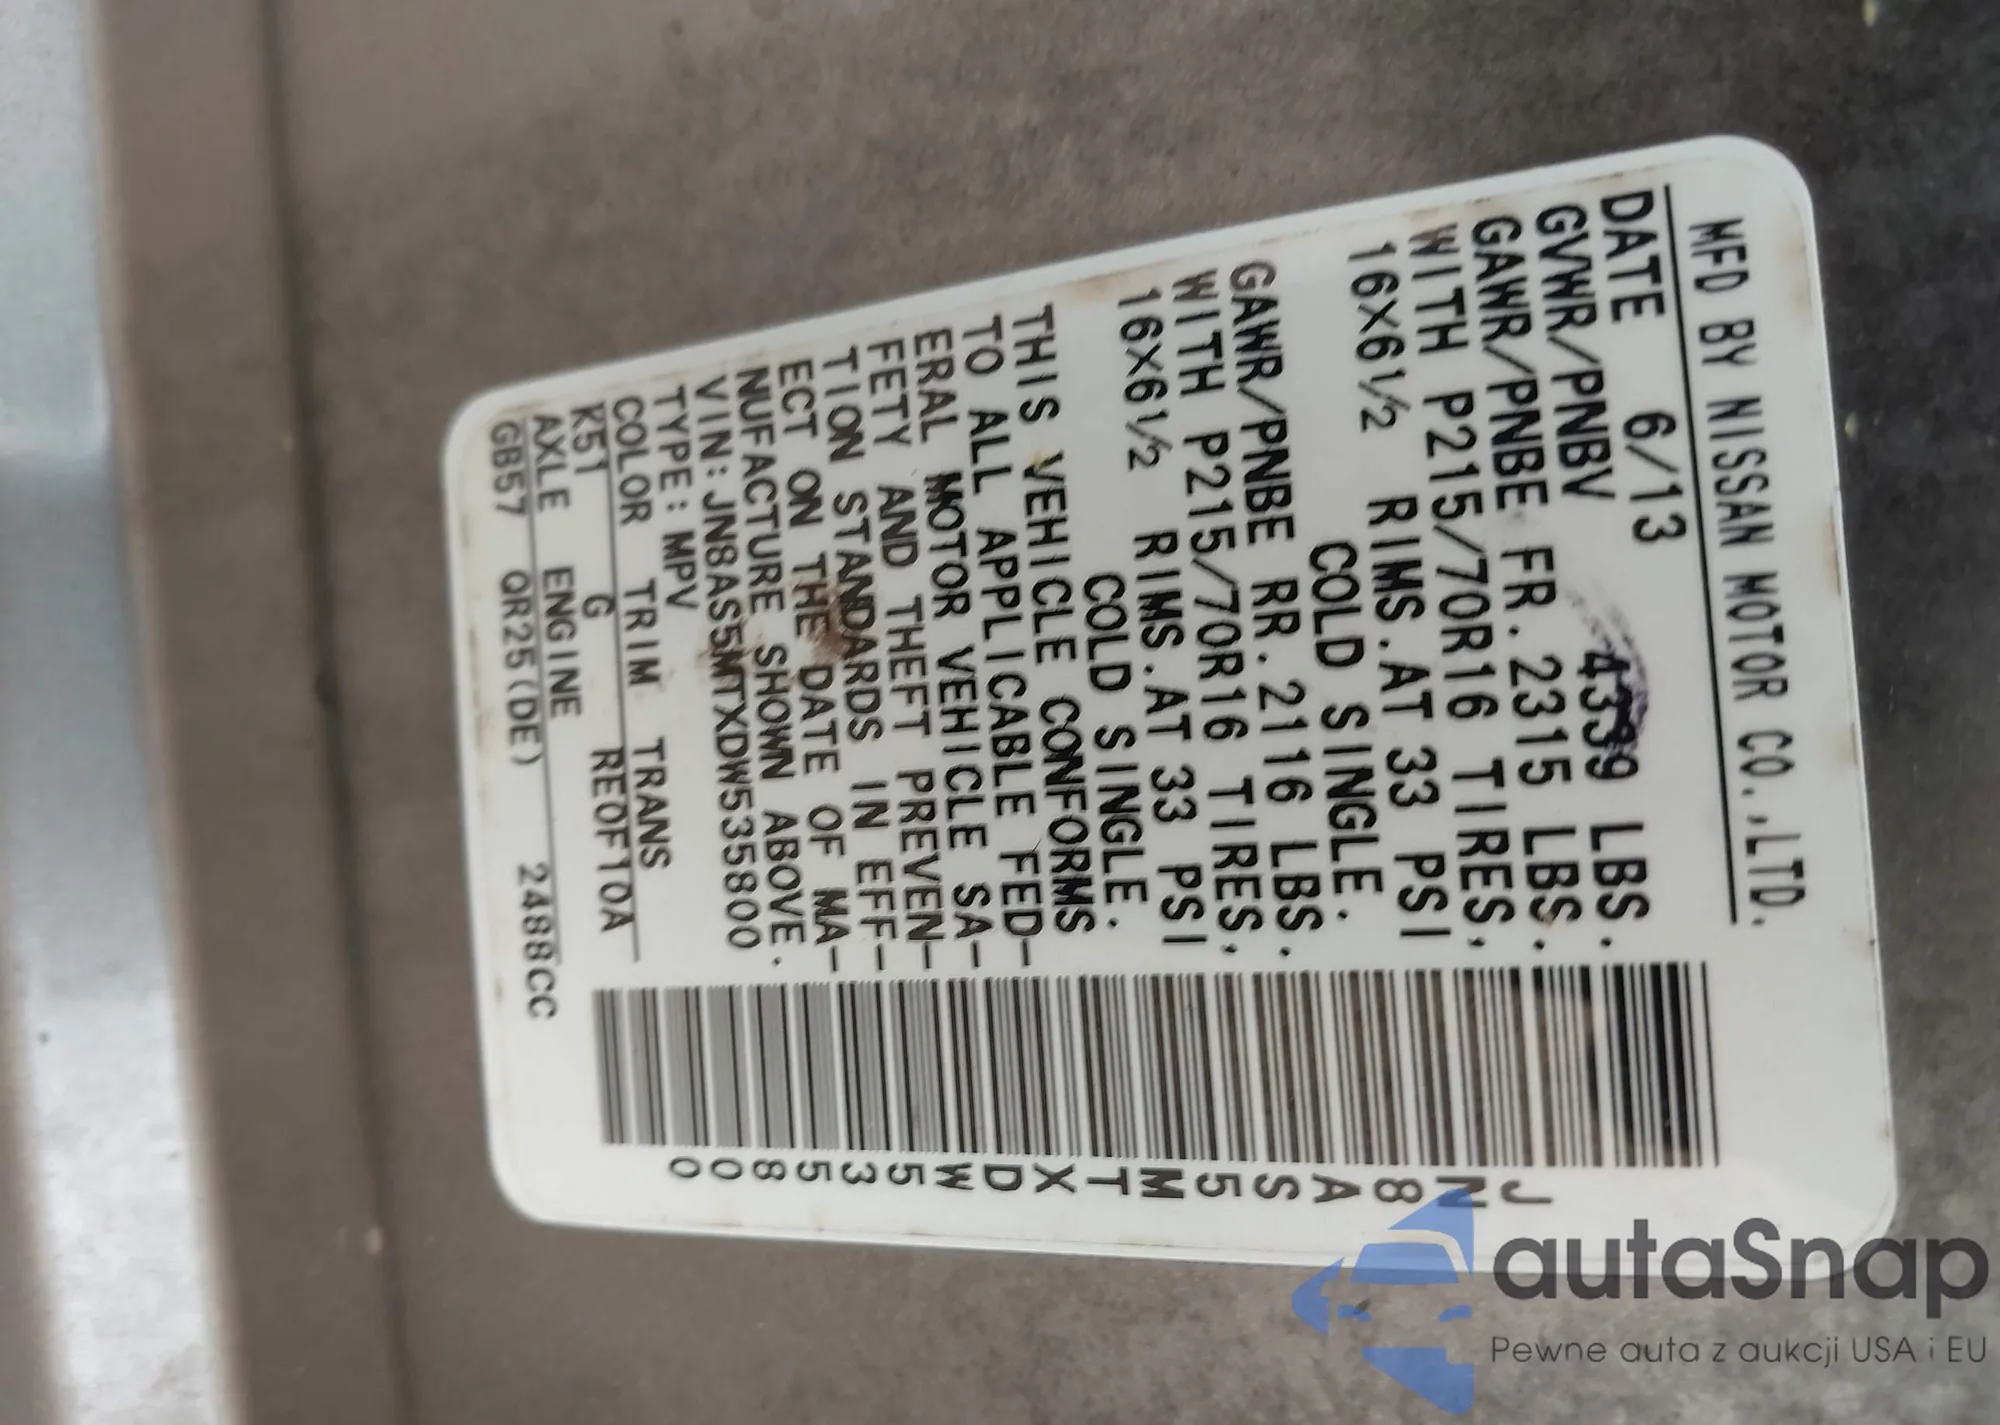 MFD BY NISSAN MOTOR CO.,LTD.
DATE 6/13
GVWR/PNBV 4339 LBS.
GAWR/PNBE FR. 2315 LBS.
WITH P215/70R16 TIRES,
16X6½ RIMS.AT 33 PSI
COLD SINGLE.
GAWR/PNBE RR. 2116 LBS.
WITH P215/70R16 TIRES,
16X6½ RIMS.AT 33 PSI
COLD SINGLE.
THIS VEHICLE CONFORMS
TO ALL APPLICABLE FED-
ERAL MOTOR VEHICLE SA-
FETY AND THEFT PREVEN-
TION STANDARDS IN EFF-
ECT ON THE DATE OF MA-
NUFACTURE SHOWN ABOVE.
VIN:JN8AS5MTXDW535800
TYPE:MPV
COLOR TRIM TRANS
K51 G RE0F10A
AXLE ENGINE
GB57 QR25(DE) 2488CC
JN8AS5MTXDW535800
autaSnap
Pewne auta z aukcji USA i EU